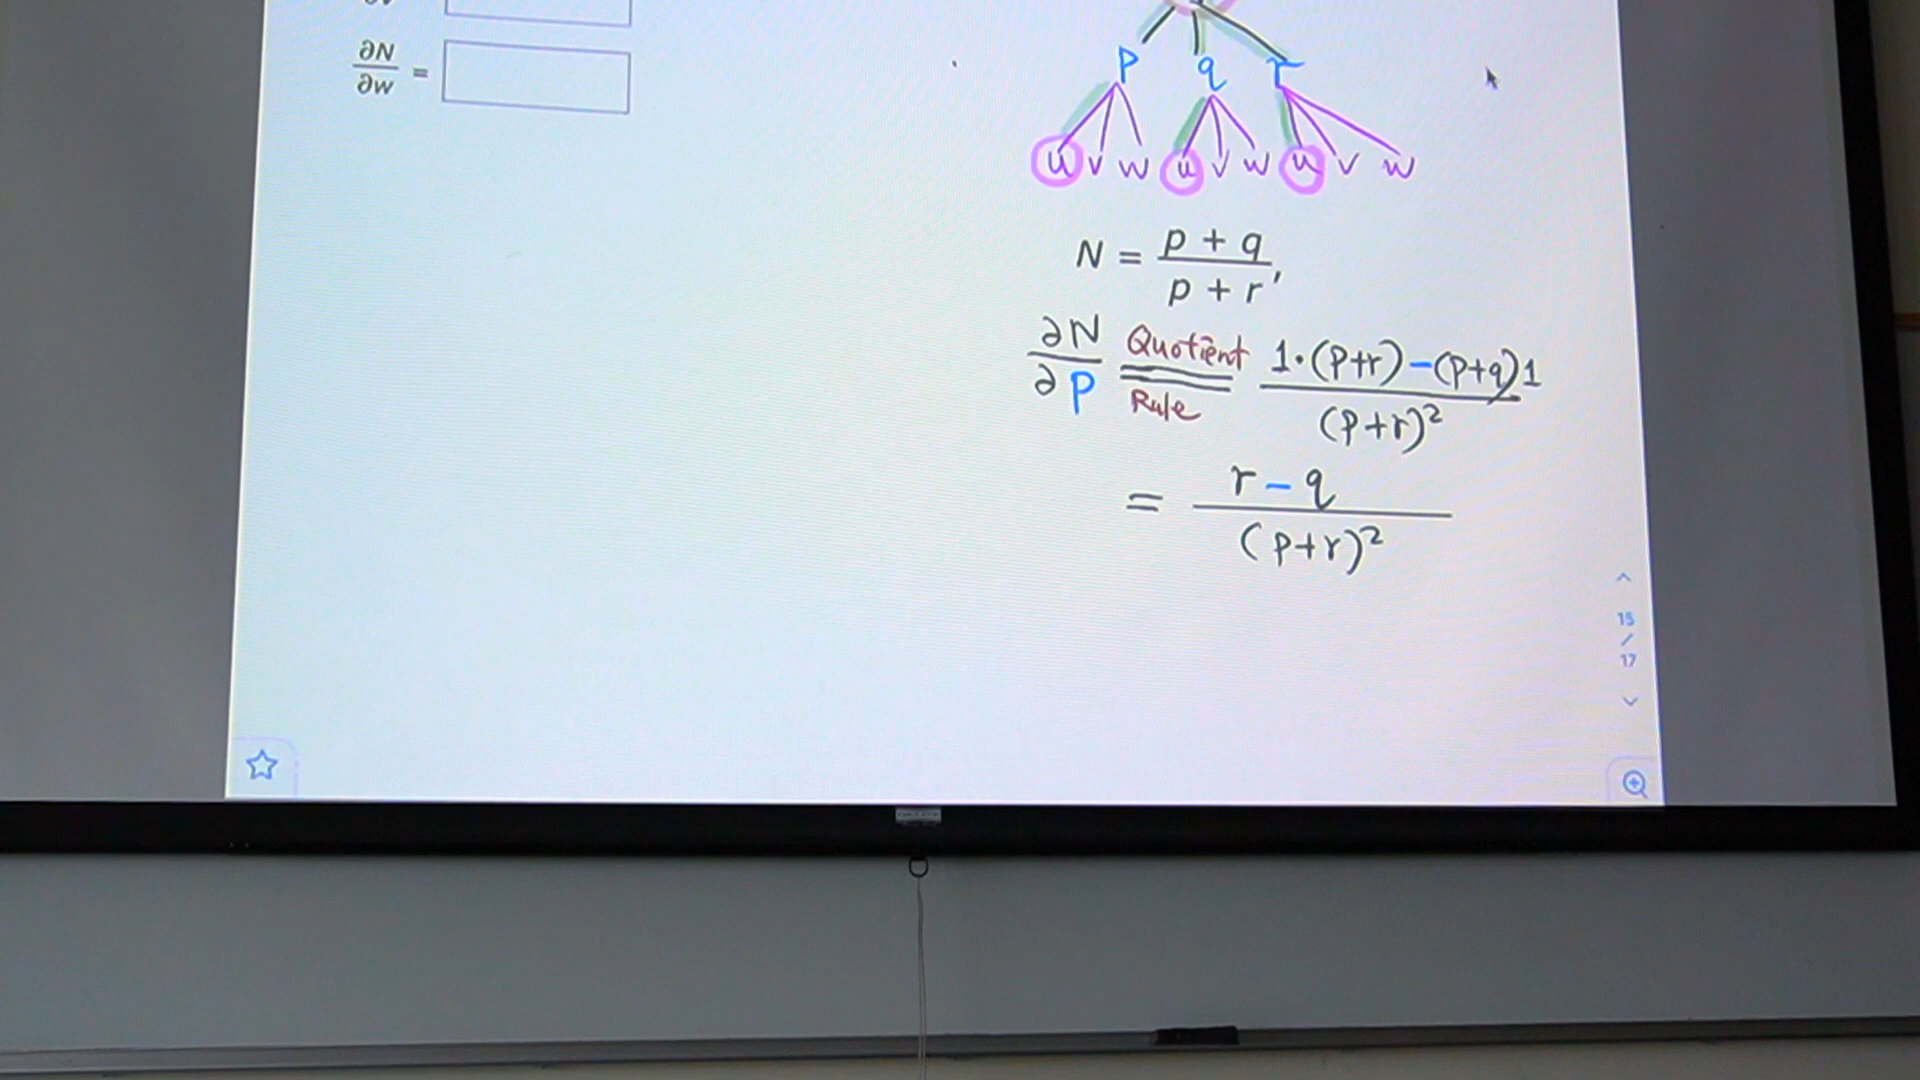 ∂N/∂w =
p q r
u v w u v w u v w
N = (p + q)/(p + r),
∂N/∂p = Quotient Rule (1·(p+r) − (p+q)1)/(p+r)²
= (r − q)/(p+r)²
15
/
17